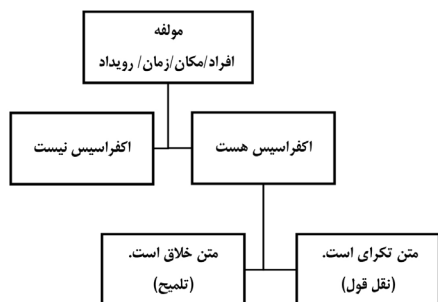 مولفه
افراد/مکان/زمان/ رویداد
اکفراسیس هست
اکفراسیس نیست
متن تکرای است.
(نقل قول)
متن خلاق است.
(تلمیح)